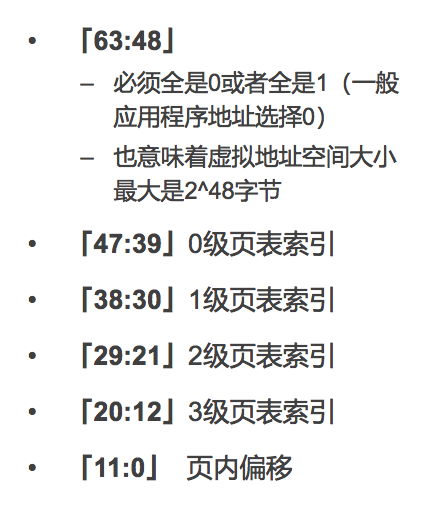 • 「63:48」
– 必须全是0或者全是1（一般
应用程序地址选择0）
– 也意味着虚拟地址空间大小
最大是2^48字节
• 「47:39」0级页表索引
• 「38:30」1级页表索引
• 「29:21」2级页表索引
• 「20:12」3级页表索引
• 「11:0」 页内偏移